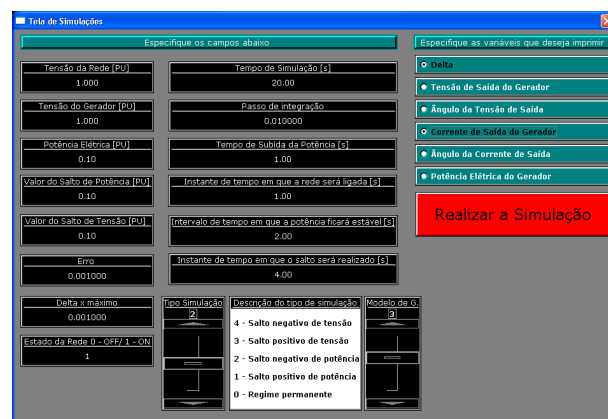 Tela de Simulações
Especifique os campos abaixo
Especifique as variáveis que deseja imprimir
Tensão da Rede [PU]
1.000
Tempo de Simulação [s]
20.00
Delta
Tensão de Saída do Gerador
Tensão do Gerador [PU]
1.000
Passo de integração
0.010000
Ângulo da Tensão de Saída
Corrente de Saída do Gerador
Potência Elétrica [PU]
0.10
Tempo de Subida da Potência [s]
1.00
Ângulo da Corrente de Saída
Potência Elétrica do Gerador
Valor do Salto de Potência [PU]
0.10
Instante de tempo em que a rede será ligada [s]
1.00
Realizar a Simulação
Valor do Salto de Tensão [PU]
0.10
Intervalo de tempo em que a potência ficará estável [s]
2.00
Erro
0.001000
Instante de tempo em que o salto será realizado [s]
4.00
Delta x máximo
0.001000
Estado da Rede 0 - OFF/ 1 - ON
1
Tipo Simulação
2
Descrição do tipo de simulação
4 - Salto negativo de tensão
3 - Salto positivo de tensão
2 - Salto negativo de potência
1 - Salto positivo de potência
0 - Regime permanente
Modelo de G.
3